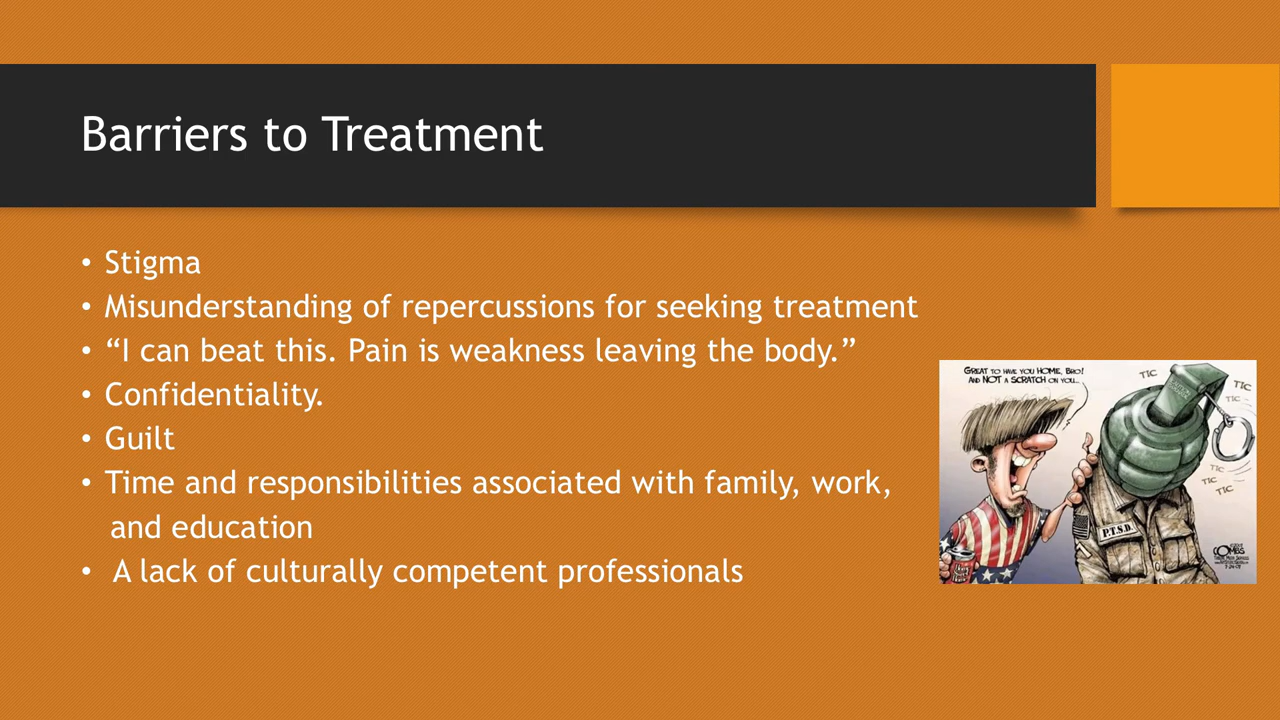 Barriers to Treatment
• Stigma
• Misunderstanding of repercussions for seeking treatment
• “I can beat this. Pain is weakness leaving the body.”
• Confidentiality.
• Guilt
• Time and responsibilities associated with family, work,
and education
• A lack of culturally competent professionals
GREAT TO HAVE YOU HOME, BRO!
AND NOT A SCRATCH ON YOU...
TIC
TIC
TIC
TIC
TIC
P.T.S.D.
COMBS